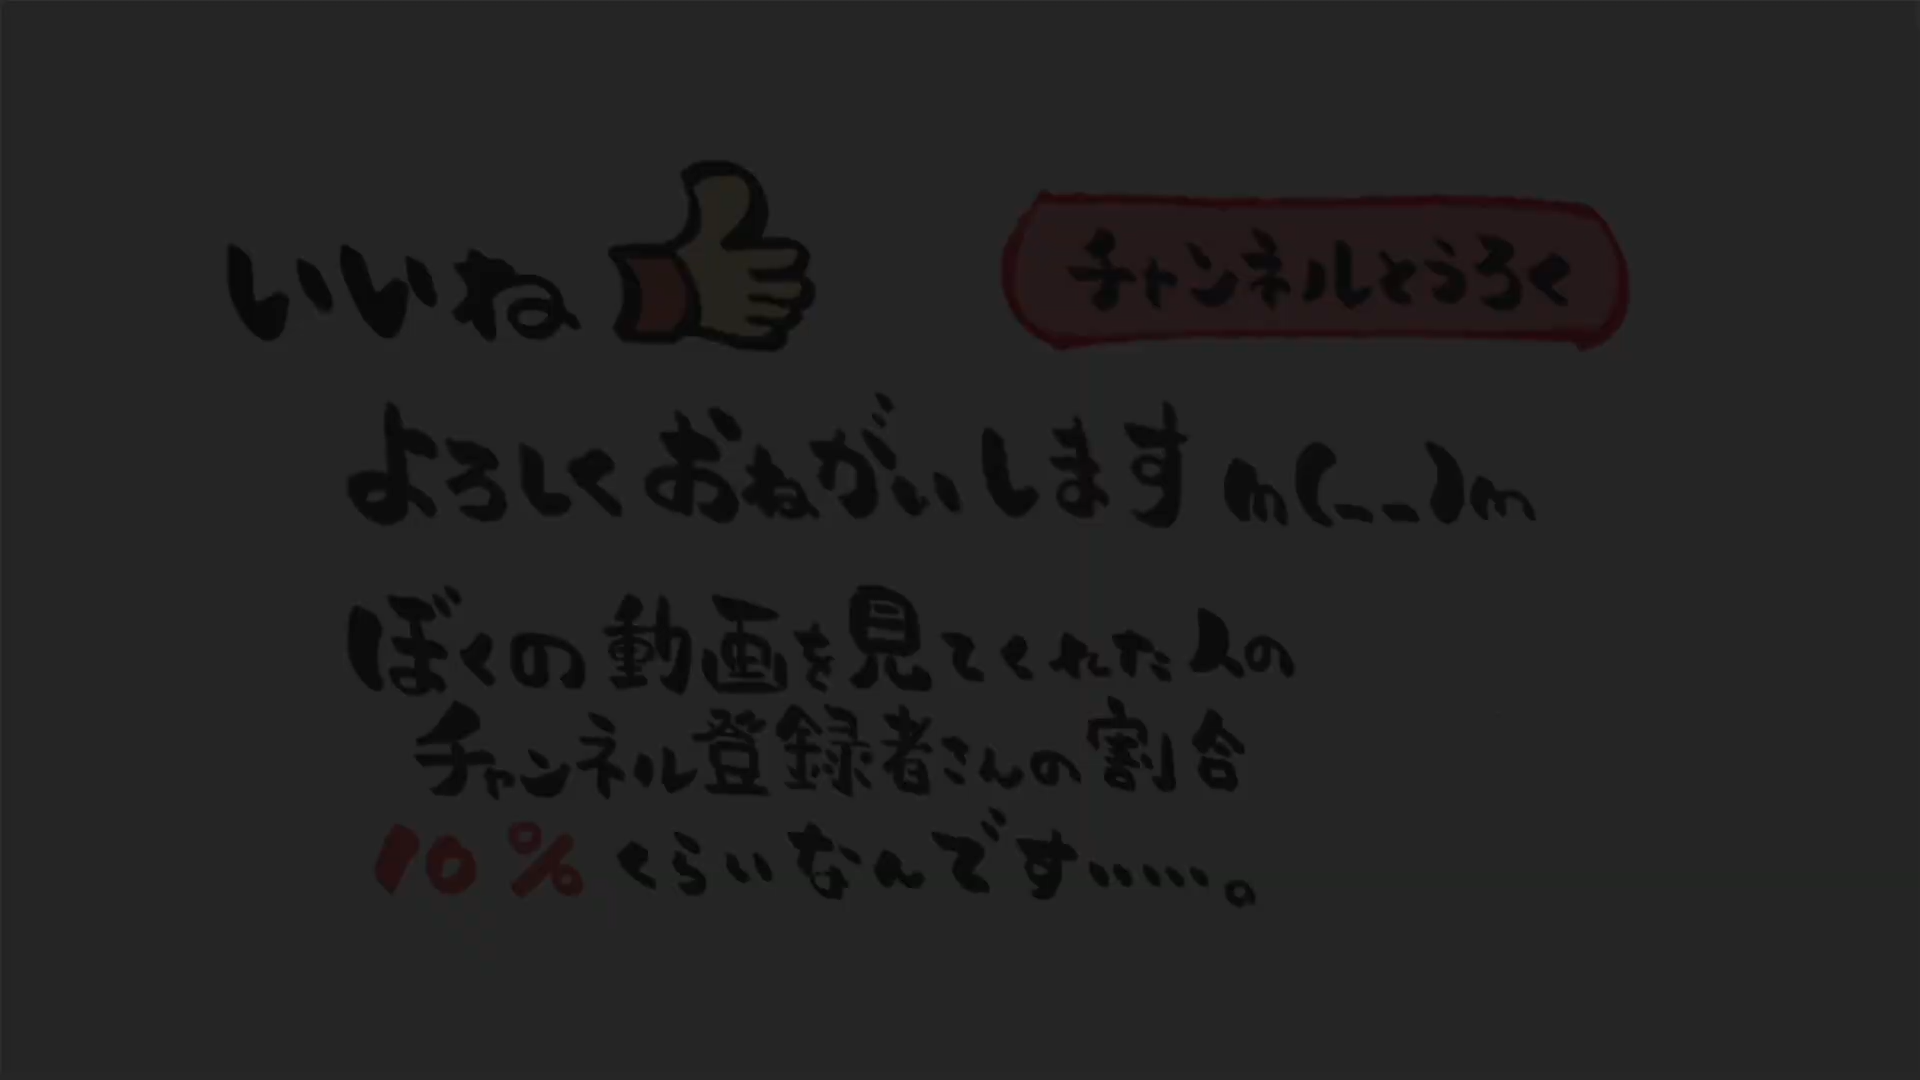 いいね
チャンネルとうろく
よろしくおねがいします m(__)m
ぼくの動画を見てくれた人の
チャンネル登録者さんの割合
10%くらいなんです……。